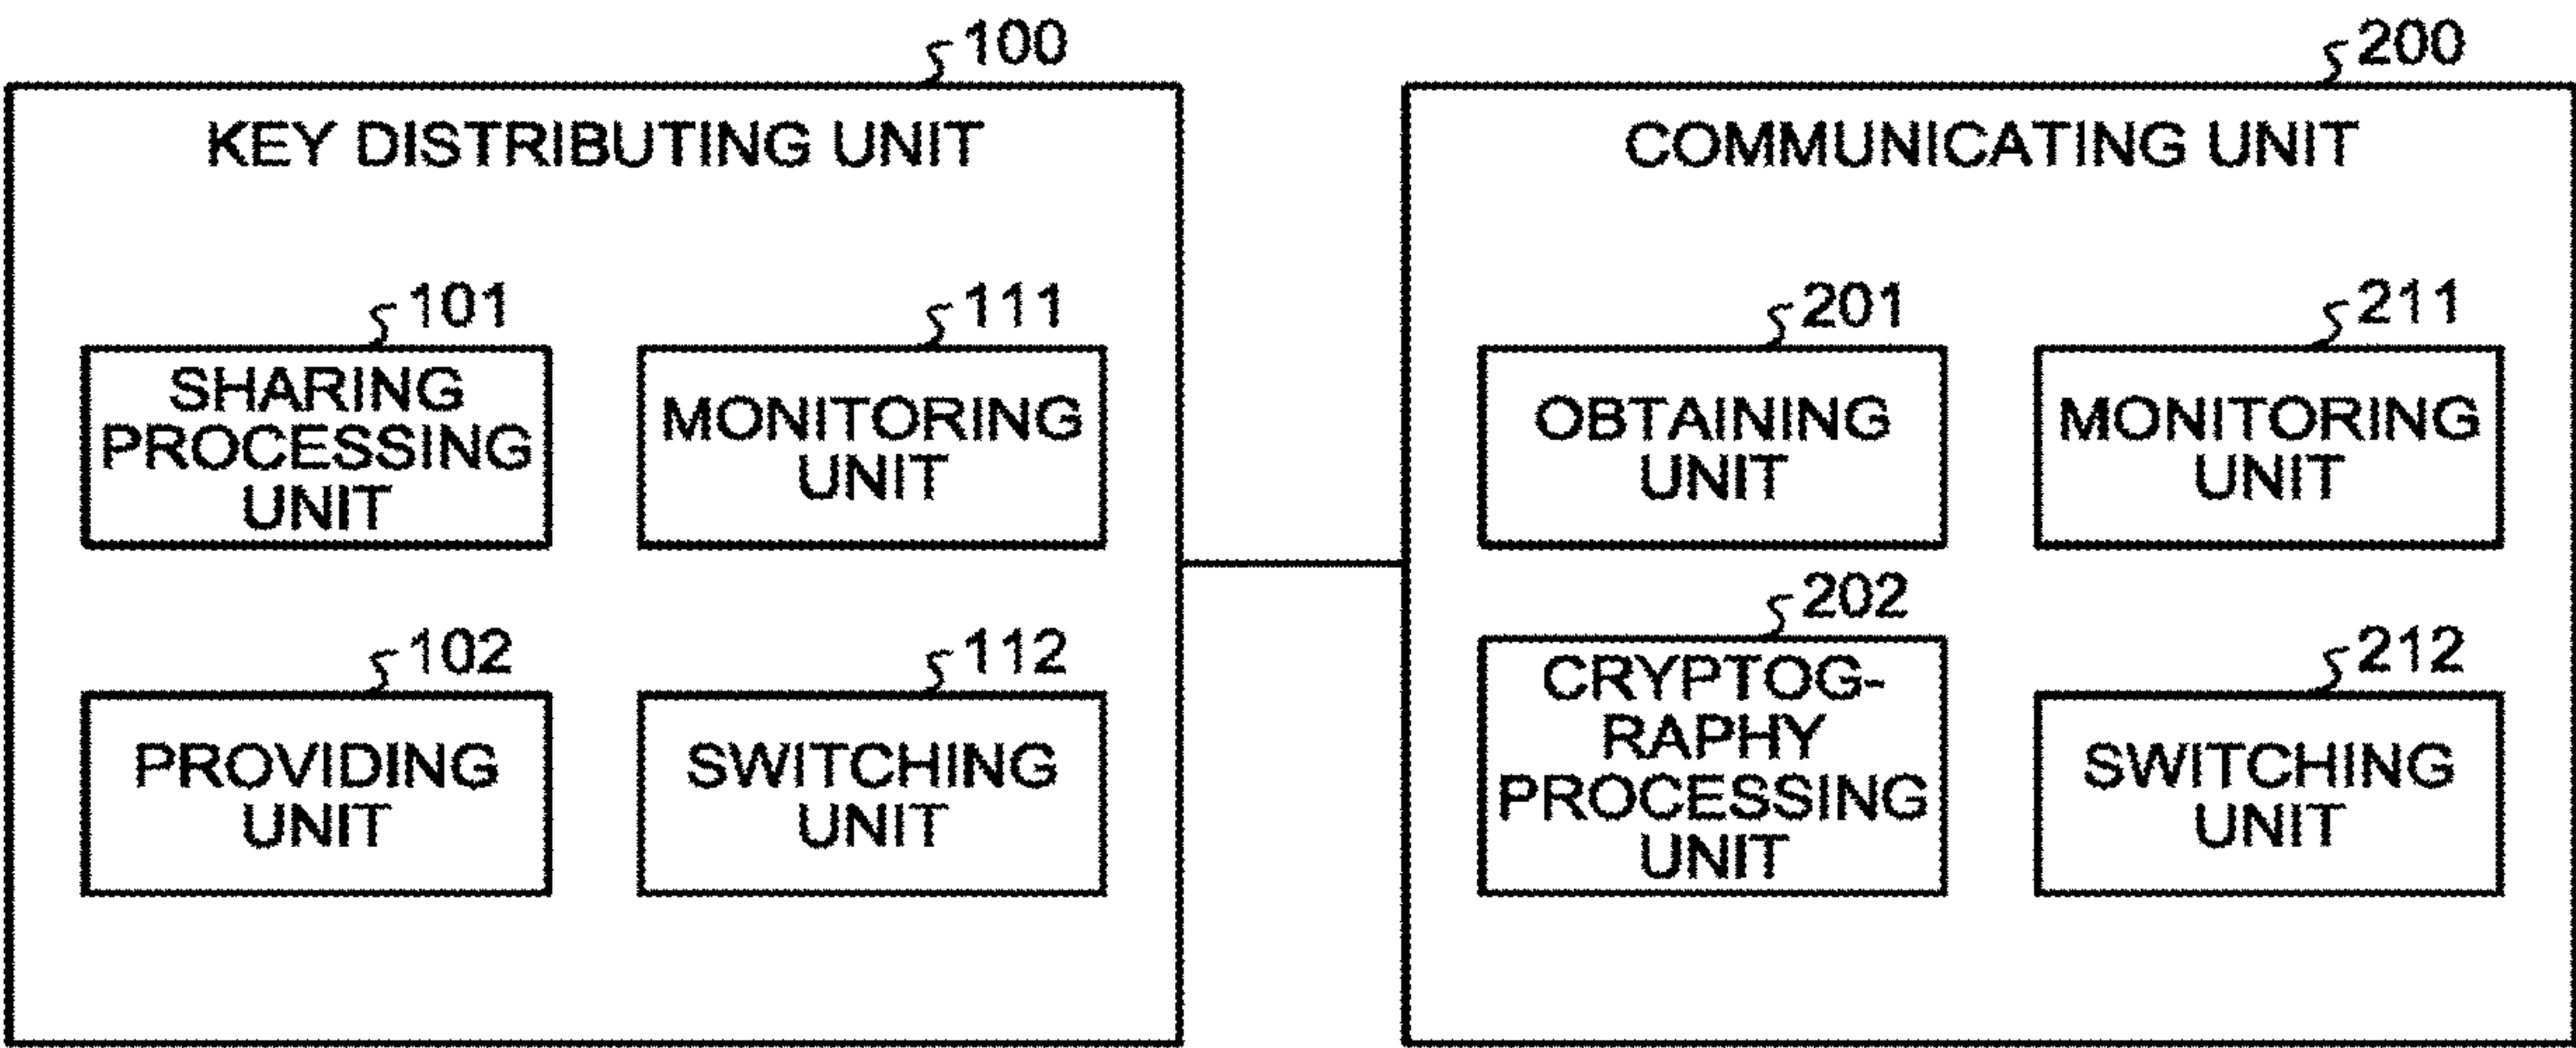 100
KEY DISTRIBUTING UNIT
101
SHARING
PROCESSING
UNIT
111
MONITORING
UNIT
102
PROVIDING
UNIT
112
SWITCHING
UNIT
200
COMMUNICATING UNIT
201
OBTAINING
UNIT
211
MONITORING
UNIT
202
CRYPTOG-
RAPHY
PROCESSING
UNIT
212
SWITCHING
UNIT